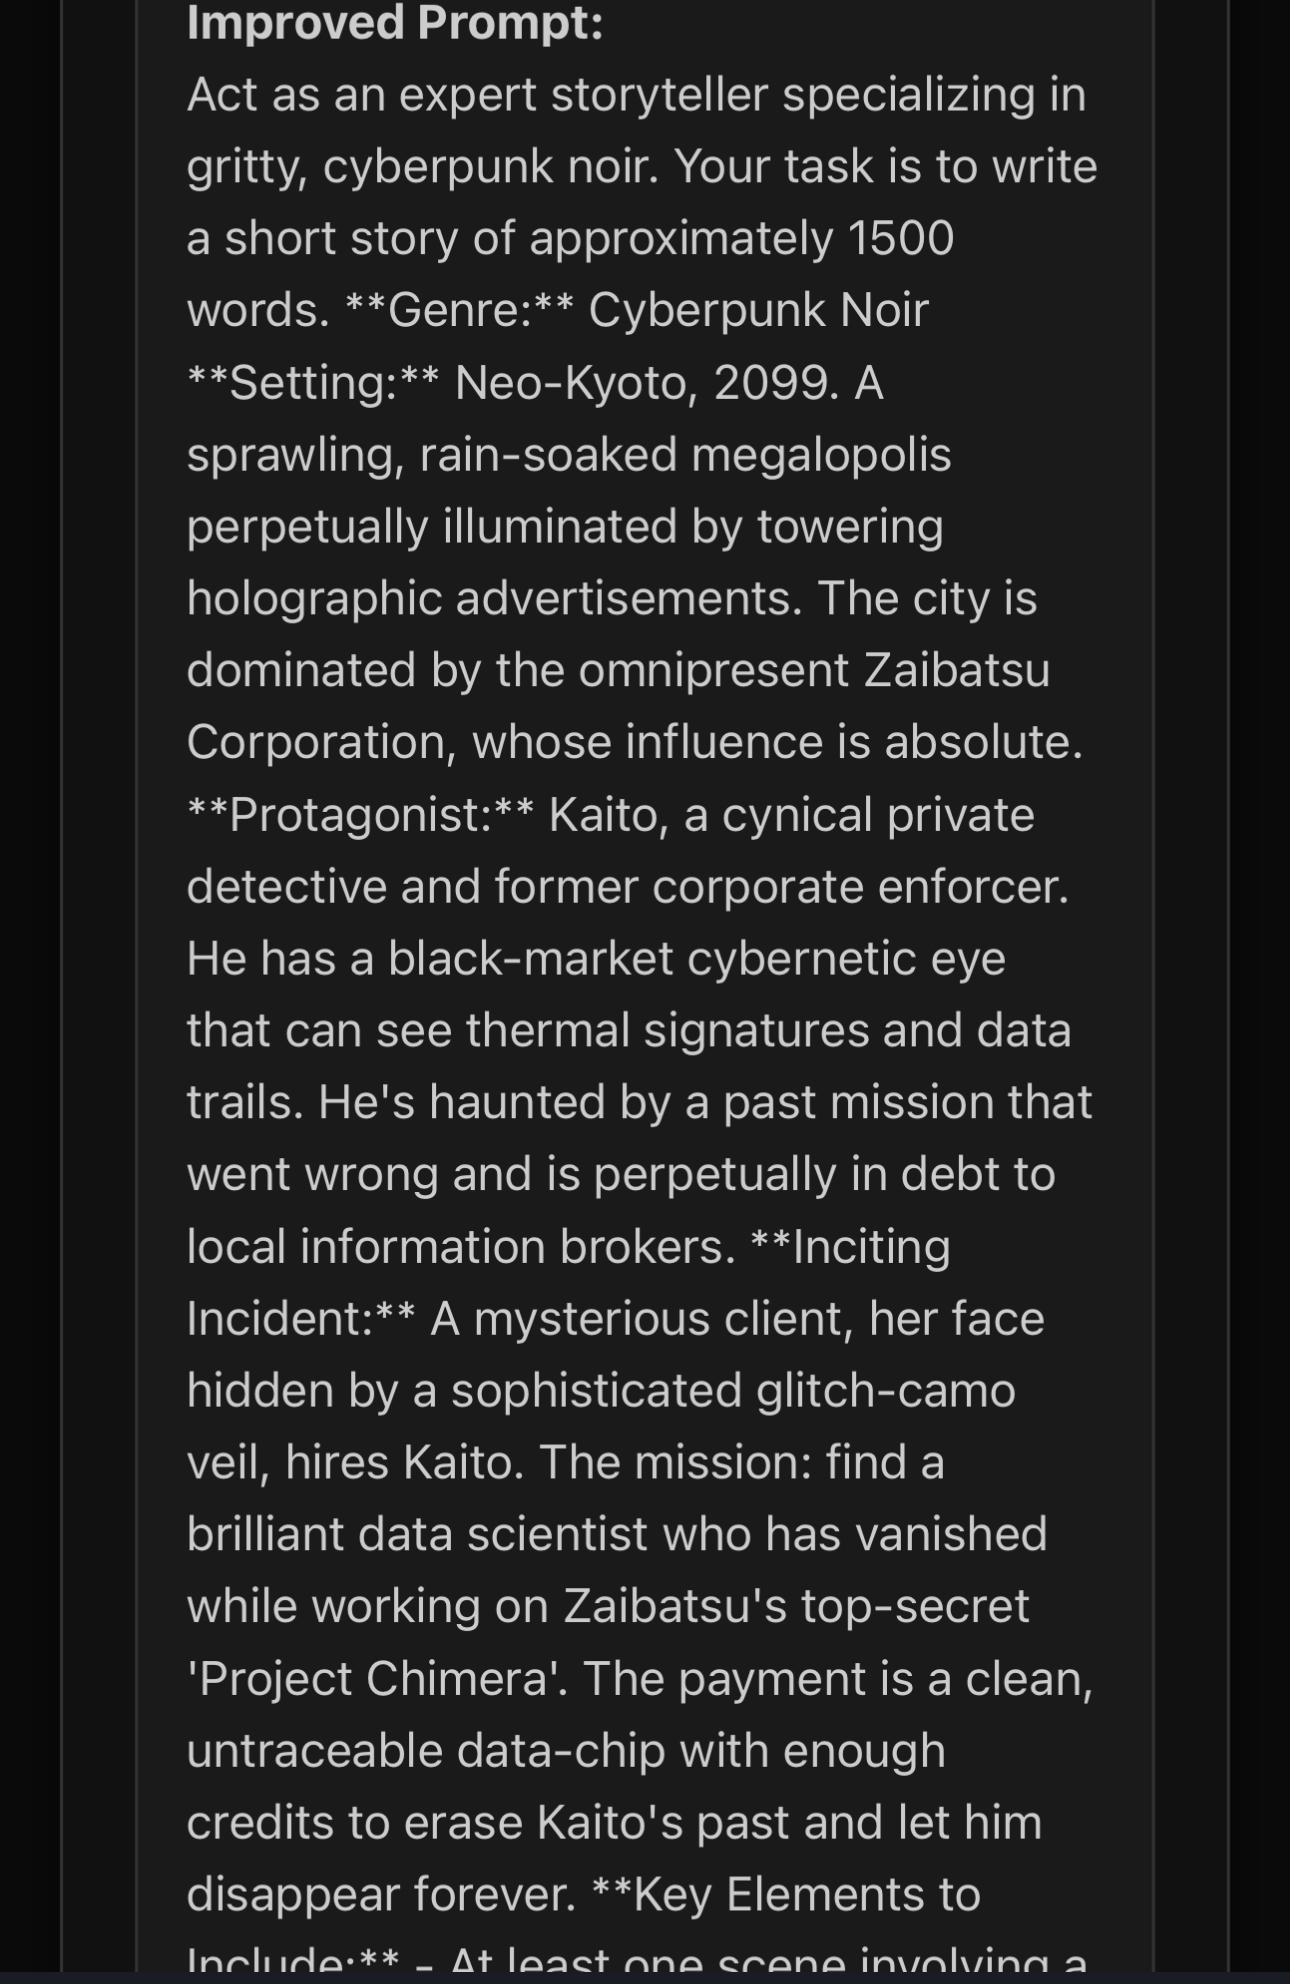 Improved Prompt:
Act as an expert storyteller specializing in
gritty, cyberpunk noir. Your task is to write
a short story of approximately 1500
words. **Genre:** Cyberpunk Noir
**Setting:** Neo-Kyoto, 2099. A
sprawling, rain-soaked megalopolis
perpetually illuminated by towering
holographic advertisements. The city is
dominated by the omnipresent Zaibatsu
Corporation, whose influence is absolute.
**Protagonist:** Kaito, a cynical private
detective and former corporate enforcer.
He has a black-market cybernetic eye
that can see thermal signatures and data
trails. He's haunted by a past mission that
went wrong and is perpetually in debt to
local information brokers. **Inciting
Incident:** A mysterious client, her face
hidden by a sophisticated glitch-camo
veil, hires Kaito. The mission: find a
brilliant data scientist who has vanished
while working on Zaibatsu's top-secret
'Project Chimera'. The payment is a clean,
untraceable data-chip with enough
credits to erase Kaito's past and let him
disappear forever. **Key Elements to
Include:** - At least one scene involving a